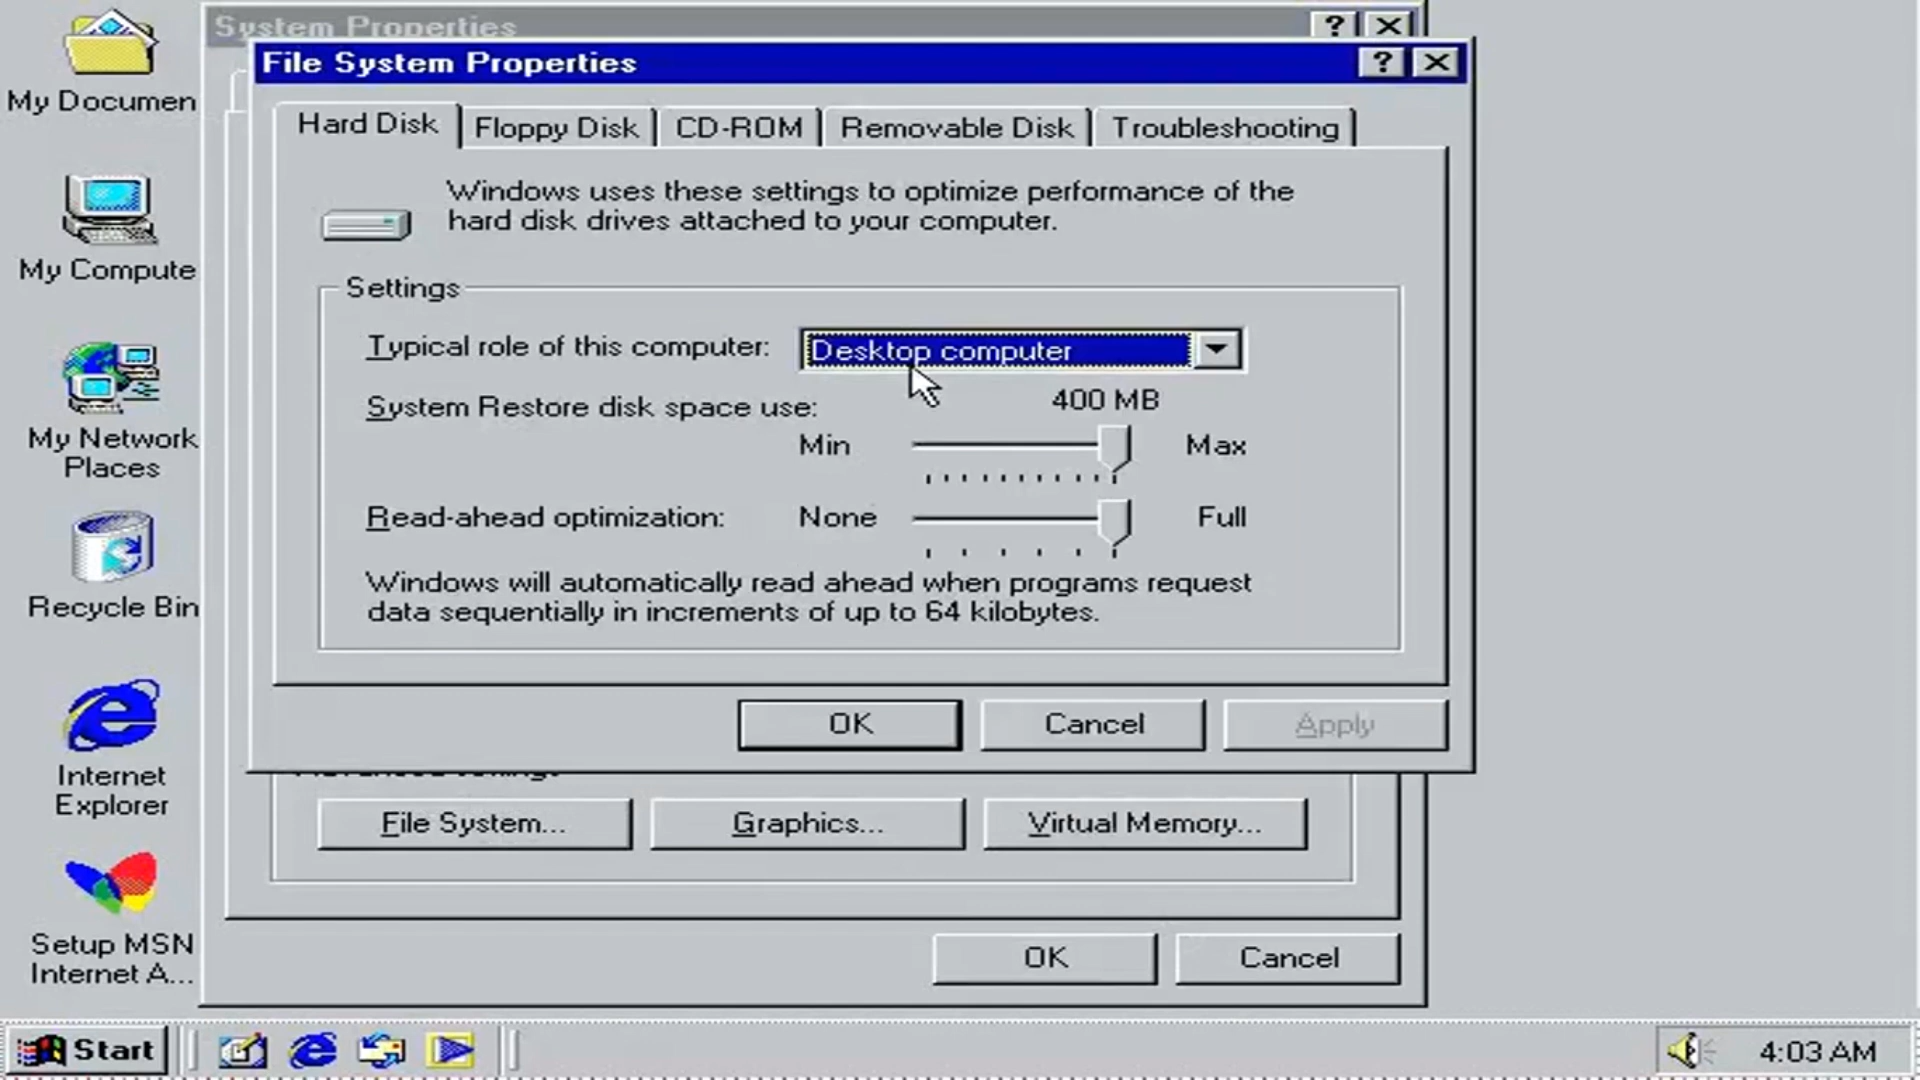 System Properties
File System Properties
My Documen
Hard Disk
Floppy Disk
CD-ROM
Removable Disk
Troubleshooting
Windows uses these settings to optimize performance of the
hard disk drives attached to your computer.
My Compute
Settings
Typical role of this computer:
Desktop computer
System Restore disk space use:
400 MB
Min
Max
My Network
Places
Read-ahead optimization:
None
Full
Windows will automatically read ahead when programs request
data sequentially in increments of up to 64 kilobytes.
Recycle Bin
OK
Cancel
Apply
Internet
Explorer
File System...
Graphics...
Virtual Memory...
Setup MSN
Internet A...
OK
Cancel
Start
4:03 AM